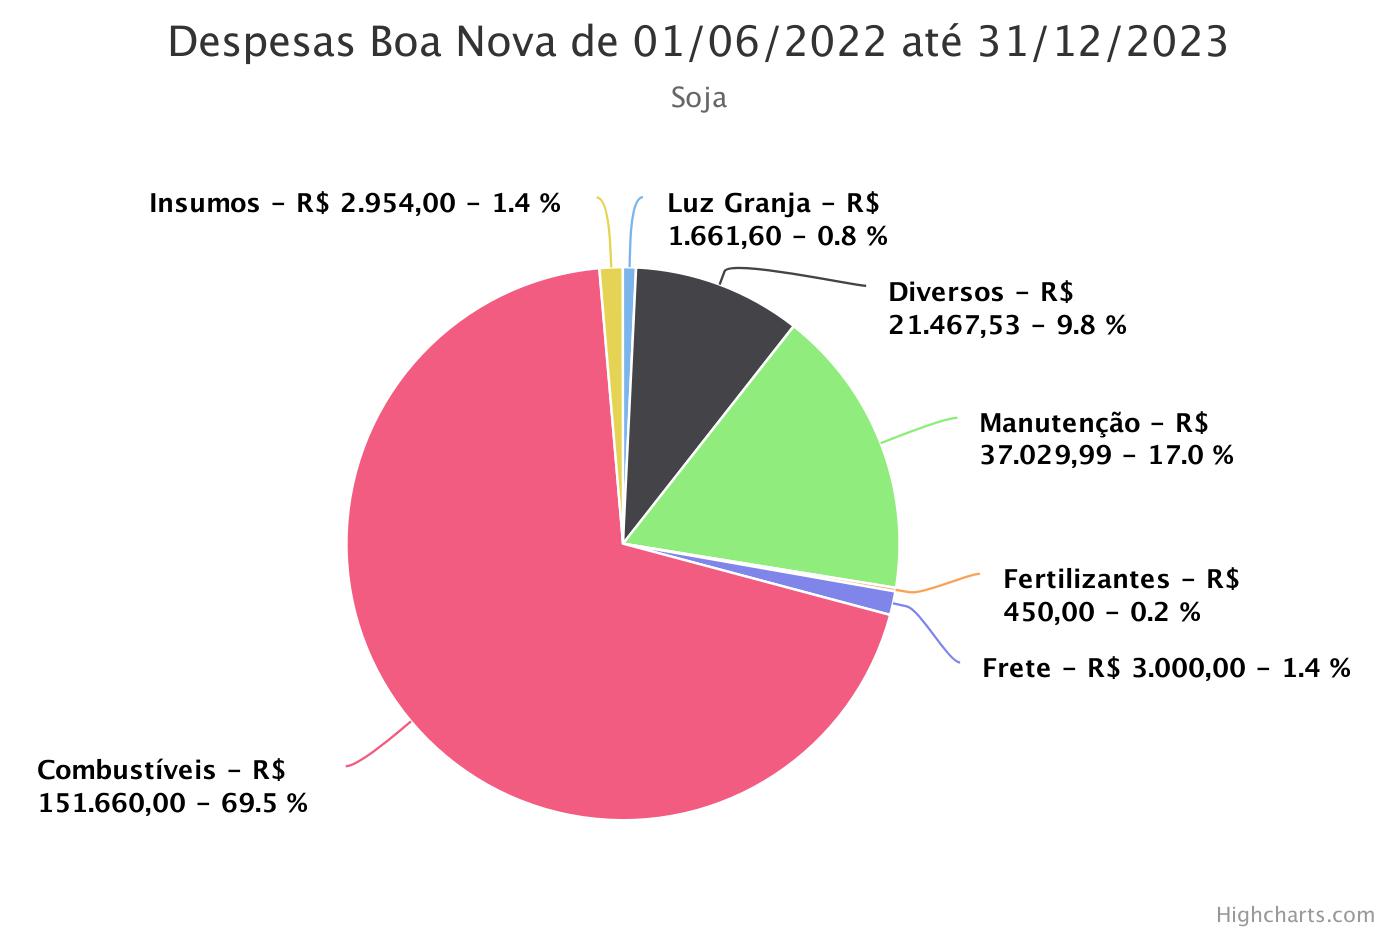 Despesas Boa Nova de 01/06/2022 até 31/12/2023
Soja
Insumos – R$ 2.954,00 – 1.4 %
Luz Granja – R$
1.661,60 – 0.8 %
Diversos – R$
21.467,53 – 9.8 %
Manutenção – R$
37.029,99 – 17.0 %
Fertilizantes – R$
450,00 – 0.2 %
Frete – R$ 3.000,00 – 1.4 %
Combustíveis – R$
151.660,00 – 69.5 %
Highcharts.com